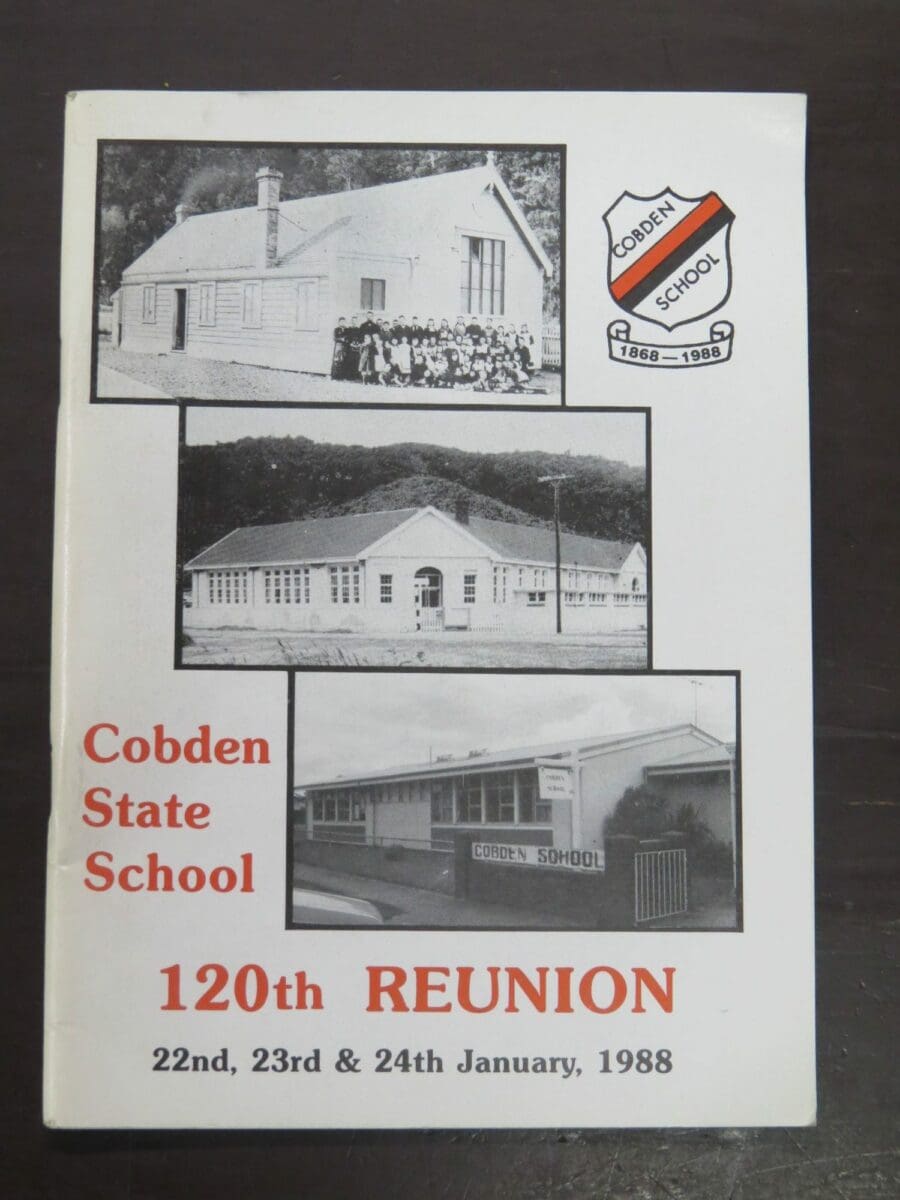 COBDEN
SCHOOL
1868—1988
COBDEN
SCHOOL
COBDEN SCHOOL
Cobden
State
School
120th REUNION
22nd, 23rd & 24th January, 1988